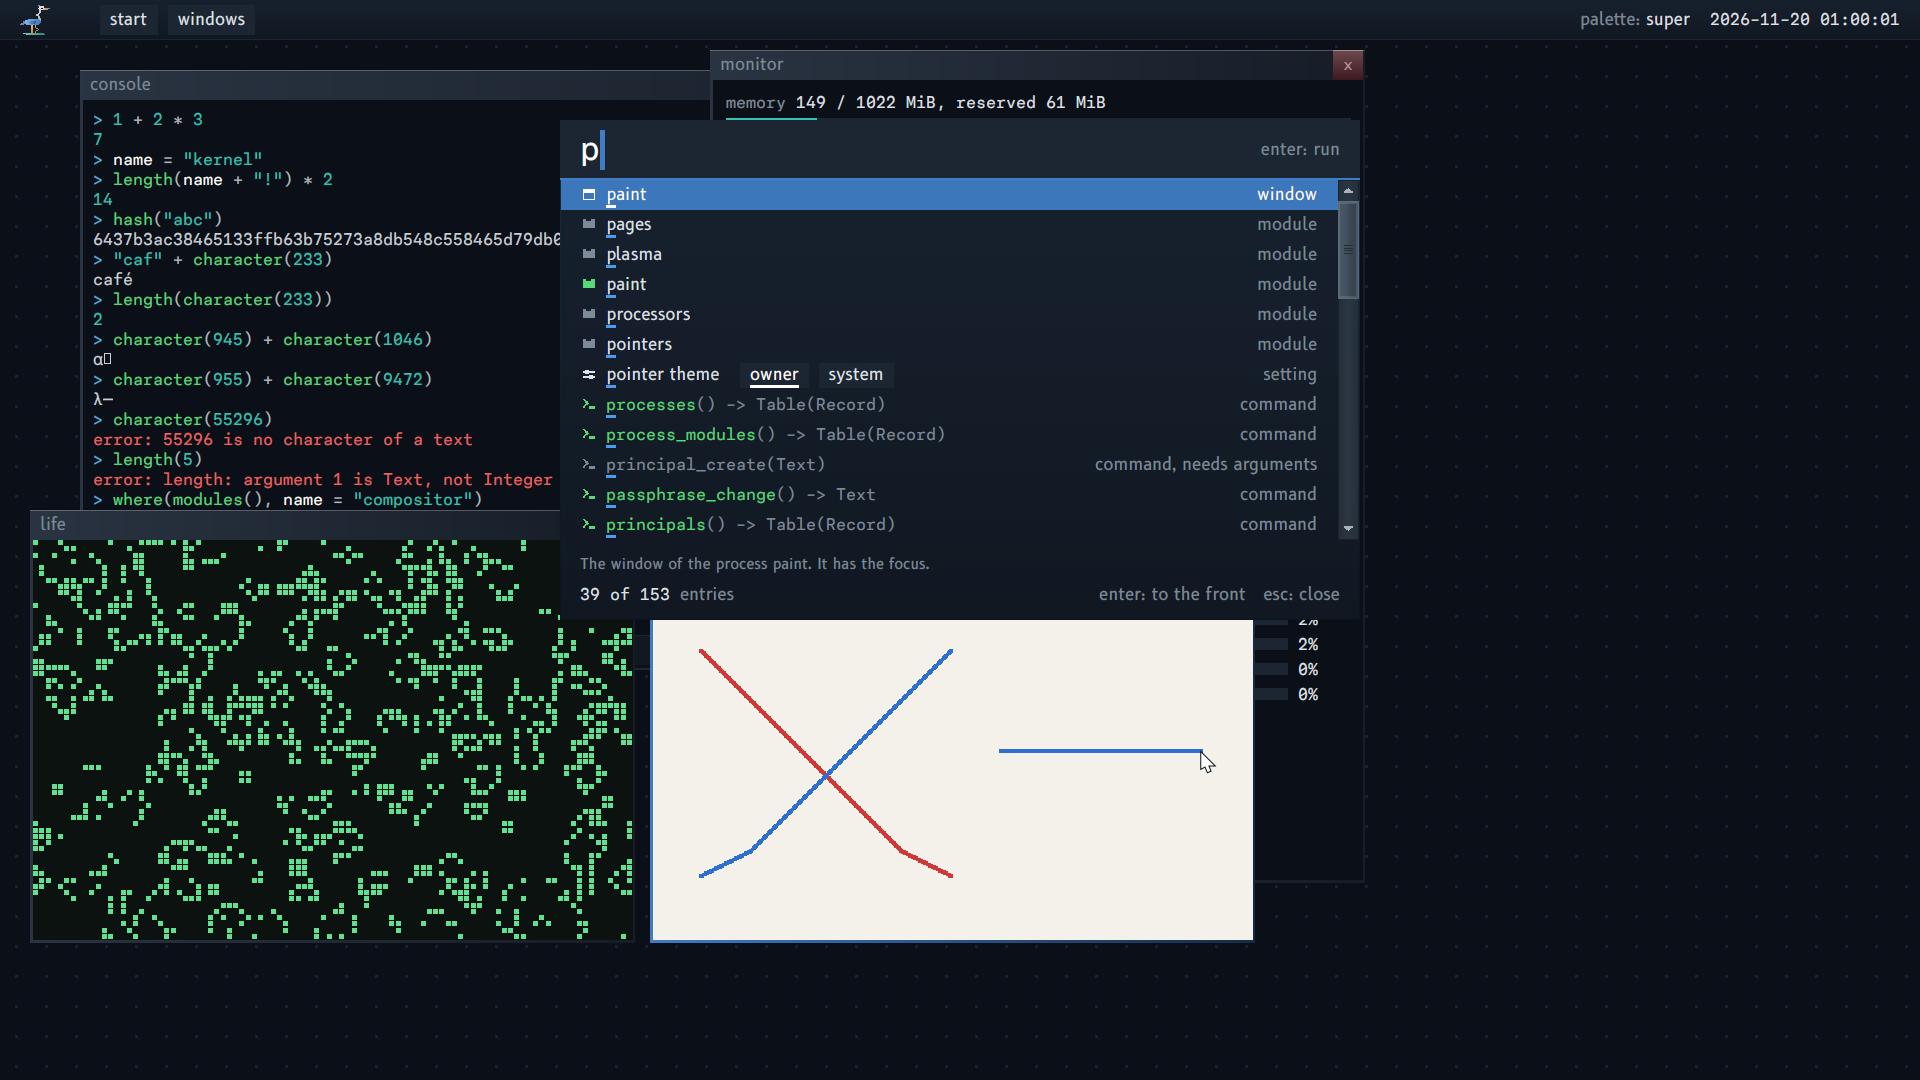 start windows palette: super 2026-11-20 01:00:01
console
> 1 + 2 * 3
7
> name = "kernel"
> length(name + "!") * 2
14
> hash("abc")
> "caf" + character(233)
café
> length(character(233))
2
> character(945) + character(1046)
α▯
> character(955) + character(9472)
λ─
> character(55296)
error: 55296 is no character of a text
> length(5)
error: length: argument 1 is Text, not Integer
> where(modules(), name = "compositor")
monitor x
memory 149 / 1022 MiB, reserved 61 MiB
p enter: run
paint window
pages module
plasma module
paint module
processors module
pointers module
pointer theme owner system setting
processes() -> Table(Record) command
process_modules() -> Table(Record) command
principal_create(Text) command, needs arguments
passphrase_change() -> Text command
principals() -> Table(Record) command
The window of the process paint. It has the focus.
39 of 153 entries enter: to the front esc: close
life
2%
0%
0%